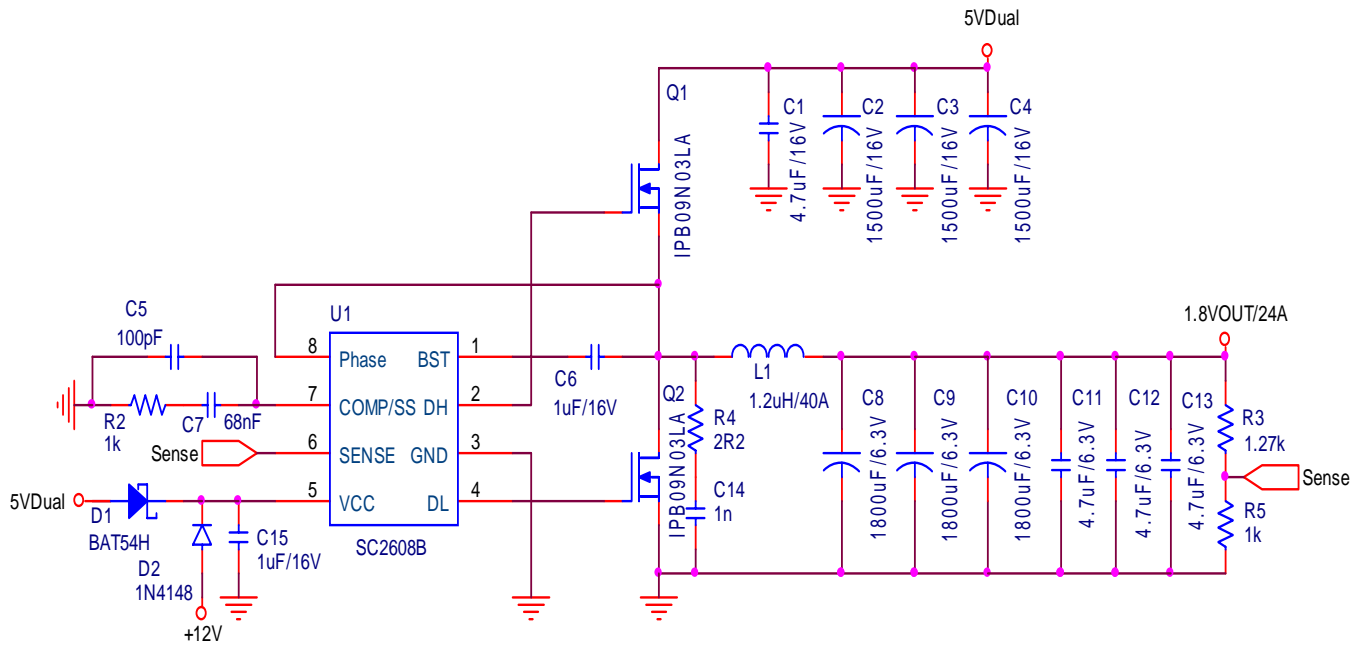 5VDual
Q1
IPB09N03LA
C1
4.7uF/16V
C2
1500uF/16V
C3
1500uF/16V
C4
1500uF/16V
C5
100pF
U1
8 Phase BST 1
7 COMP/SS DH 2
6 SENSE GND 3
5 VCC DL 4
SC2608B
R2
1k
C7
68nF
Sense
5VDual
D1
BAT54H
D2
1N4148
+12V
C15
1uF/16V
C6
1uF/16V
Q2
IPB09N03LA
R4
2R2
C14
1n
L1
1.2uH/40A
C8
1800uF/6.3V
C9
1800uF/6.3V
C10
1800uF/6.3V
C11
4.7uF/6.3V
C12
4.7uF/6.3V
C13
4.7uF/6.3V
1.8VOUT/24A
R3
1.27k
Sense
R5
1k